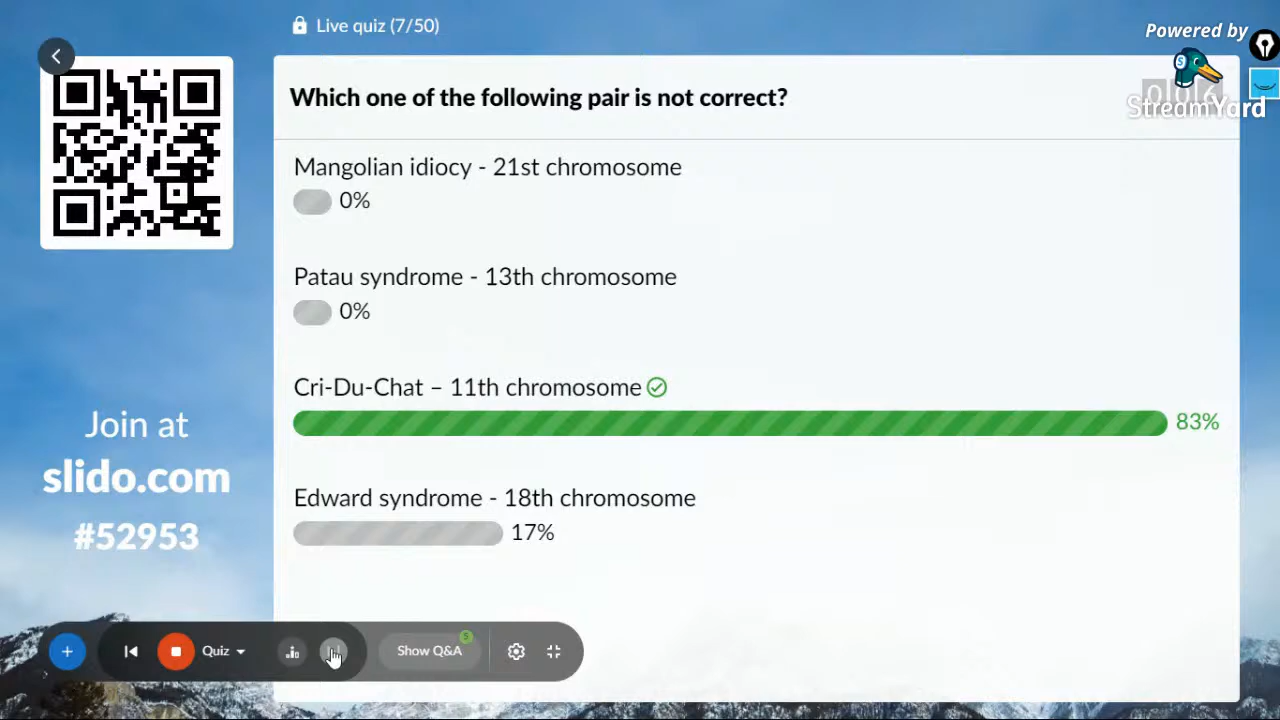 Live quiz (7/50)
Powered by
StreamYard
Which one of the following pair is not correct?
Mangolian idiocy - 21st chromosome
0%
Patau syndrome - 13th chromosome
0%
Cri-Du-Chat – 11th chromosome
83%
Edward syndrome - 18th chromosome
17%
Join at
slido.com
#52953
Quiz
Show Q&A
5